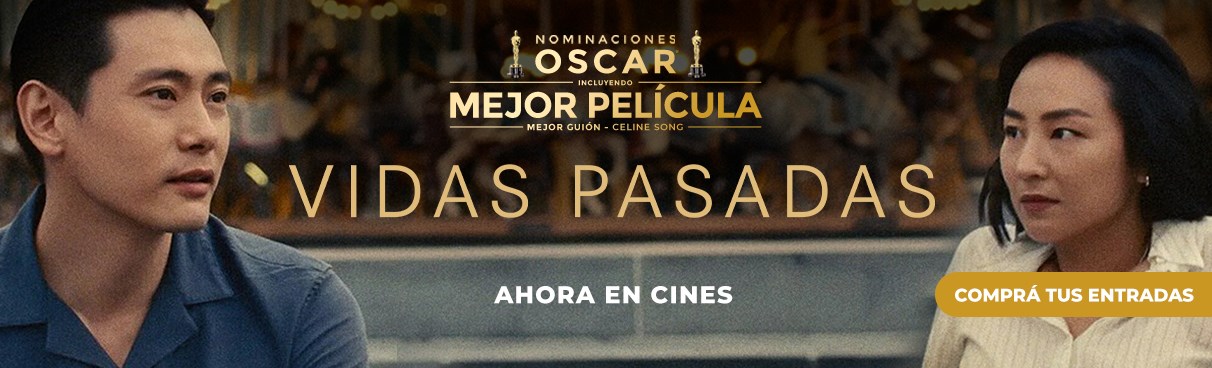 NOMINACIONES
OSCAR
INCLUYENDO
MEJOR PELÍCULA
MEJOR GUIÓN - CELINE SONG
VIDAS PASADAS
AHORA EN CINES
COMPRÁ TUS ENTRADAS